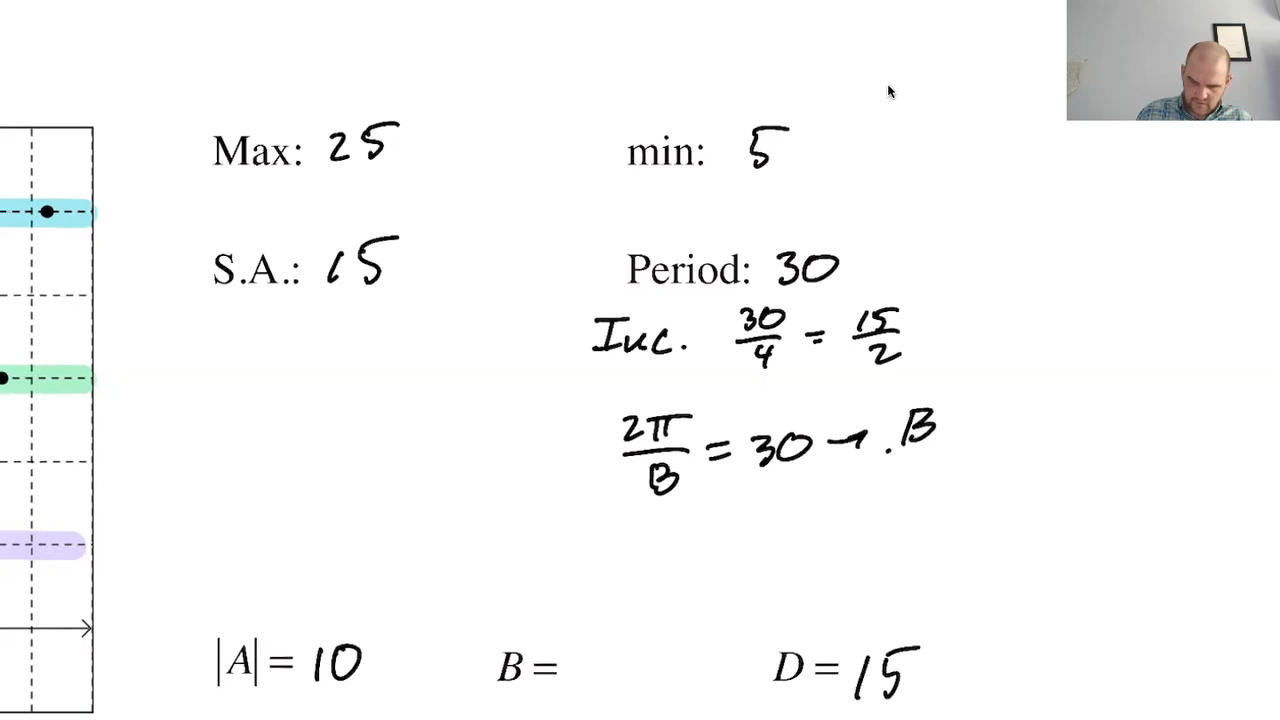 Max: 25 min: 5
S.A.: 15 Period: 30
Inc. 30/4 = 15/2
2π/B = 30 → .B
|A| = 10 B = D = 15